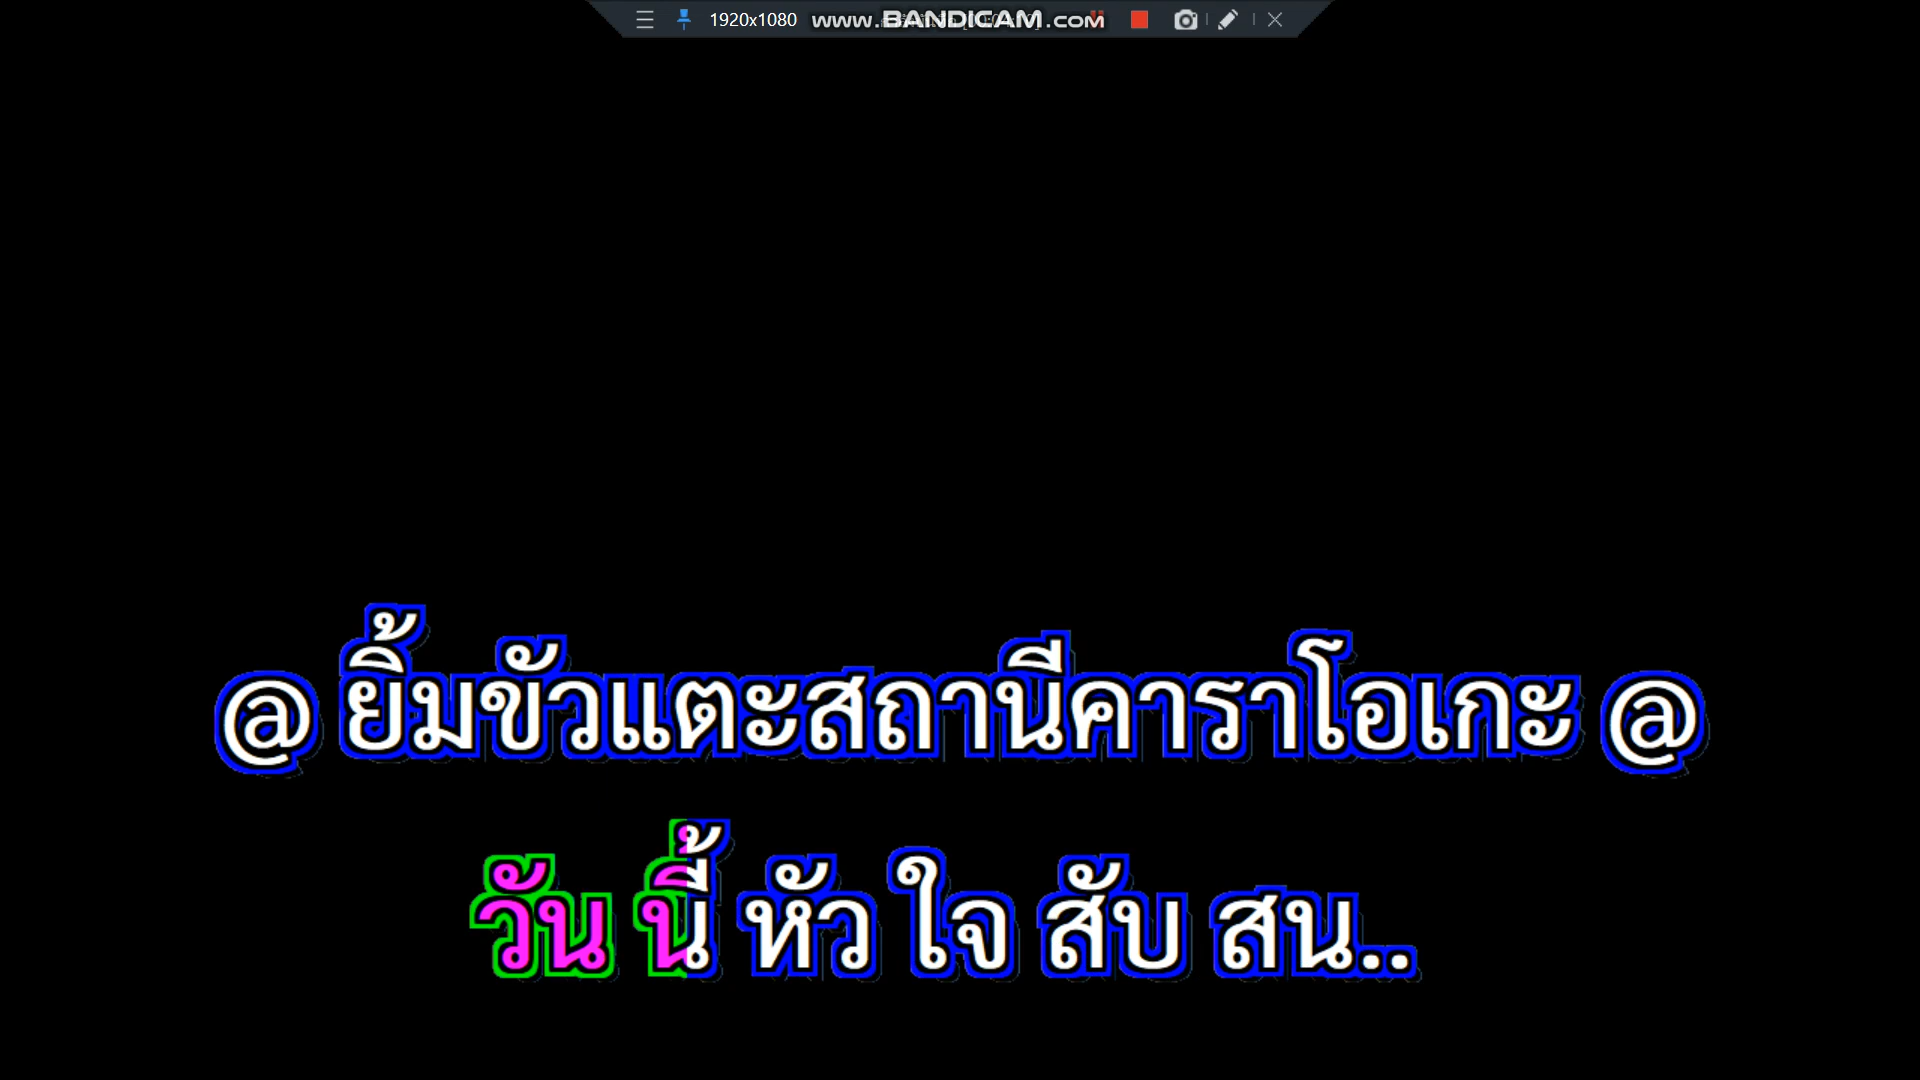 1920x1080 www.BANDICAM.com
@ ยิ้มขัวแตะสถานีคาราโอเกะ @
วัน นี้ หัว ใจ สับ สน..